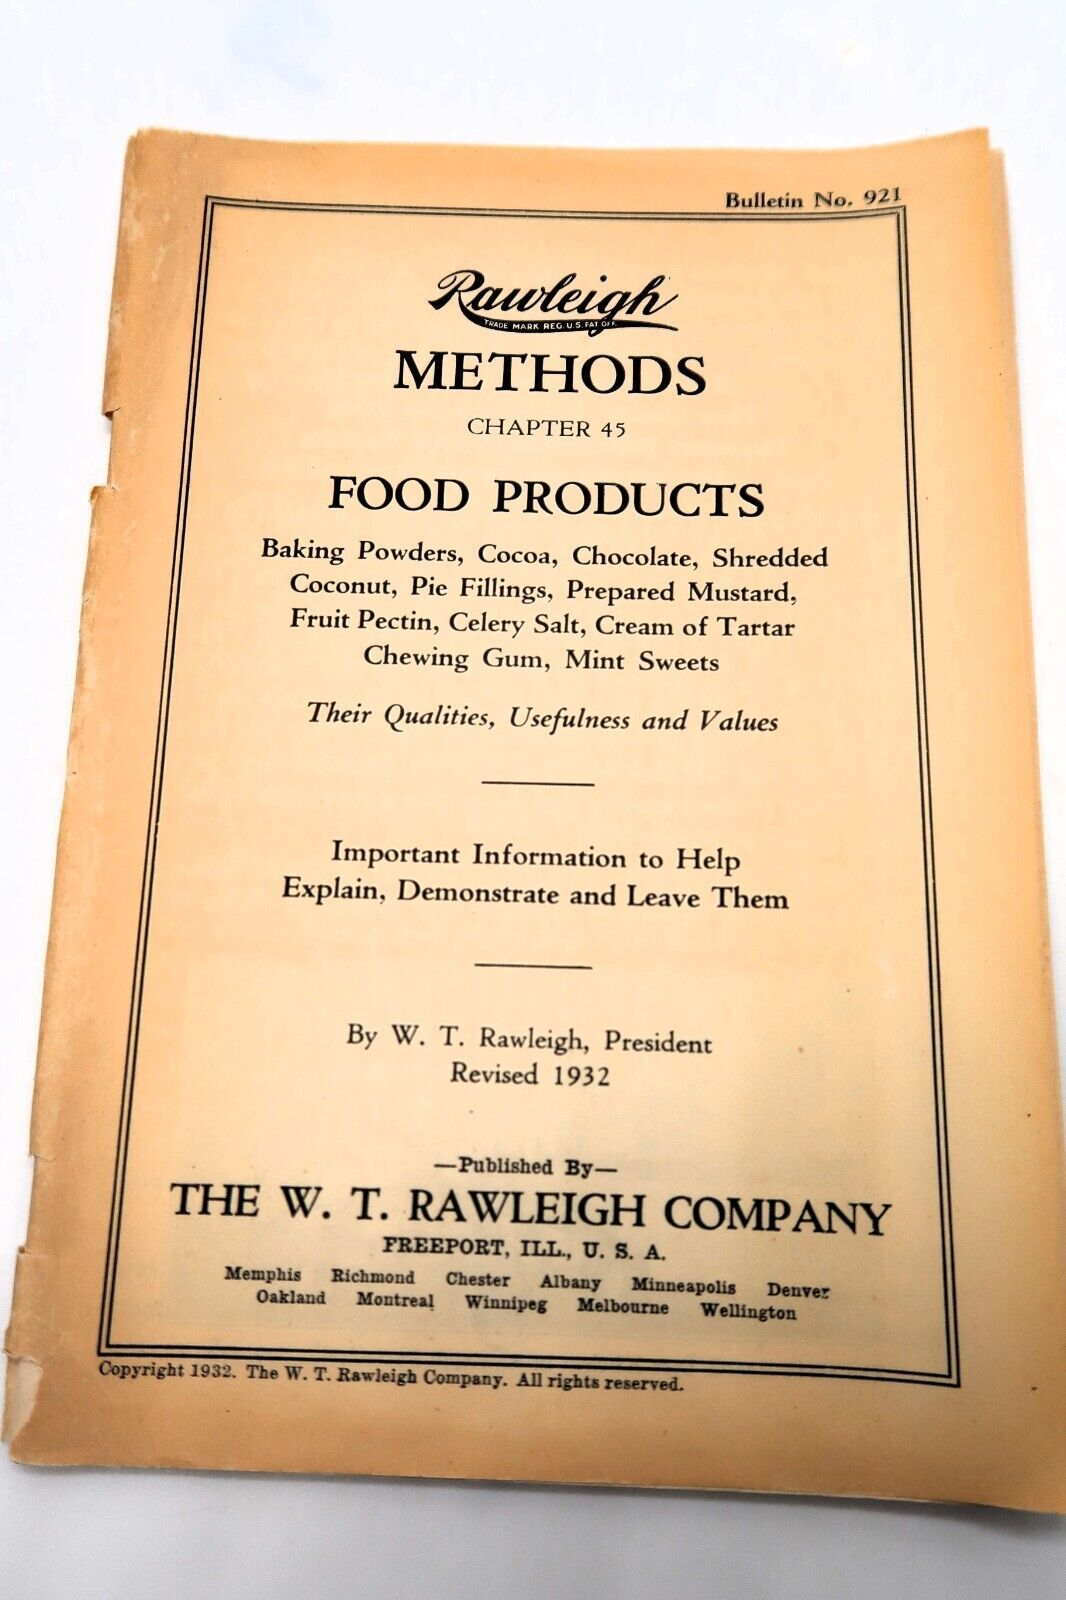 Bulletin No. 921
Rawleigh
TRADE MARK REG. U.S. PAT. OFF.
METHODS
CHAPTER 45
FOOD PRODUCTS
Baking Powders, Cocoa, Chocolate, Shredded
Coconut, Pie Fillings, Prepared Mustard,
Fruit Pectin, Celery Salt, Cream of Tartar
Chewing Gum, Mint Sweets
Their Qualities, Usefulness and Values
Important Information to Help
Explain, Demonstrate and Leave Them
By W. T. Rawleigh, President
Revised 1932
—Published By—
THE W. T. RAWLEIGH COMPANY
FREEPORT, ILL., U. S. A.
Memphis Richmond Chester Albany Minneapolis Denver
Oakland Montreal Winnipeg Melbourne Wellington
Copyright 1932. The W. T. Rawleigh Company. All rights reserved.